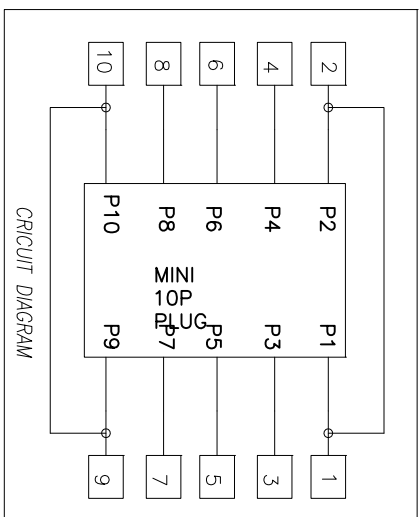 10 8 6 4 2
P10 P8 P6 P4 P2
MINI
10P
PLUG
P9 P7 P5 P3 P1
9 7 5 3 1
CRICUIT DIAGRAM